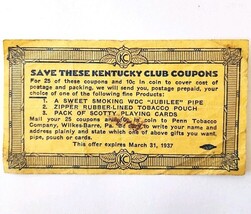 SAVE THESE KENTUCKY CLUB COUPONS
For 25 of these coupons and 10c in coin to cover cost of
postage and packing, we will send you, postage prepaid, your
choice of one of the following fine Products:
1. A SWEET SMOKING WDC "JUBILEE" PIPE
2. ZIPPER RUBBER-LINED TOBACCO POUCH
3. PACK OF SCOTTY PLAYING CARDS
Mail your 25 coupons and 10c in coin to Penn Tobacco
Company, Wilkes-Barre, Pa. to write your name and
address plainly and state which one of above gifts you want,
pipe, pouch or cards.
This offer expires March 31, 1937